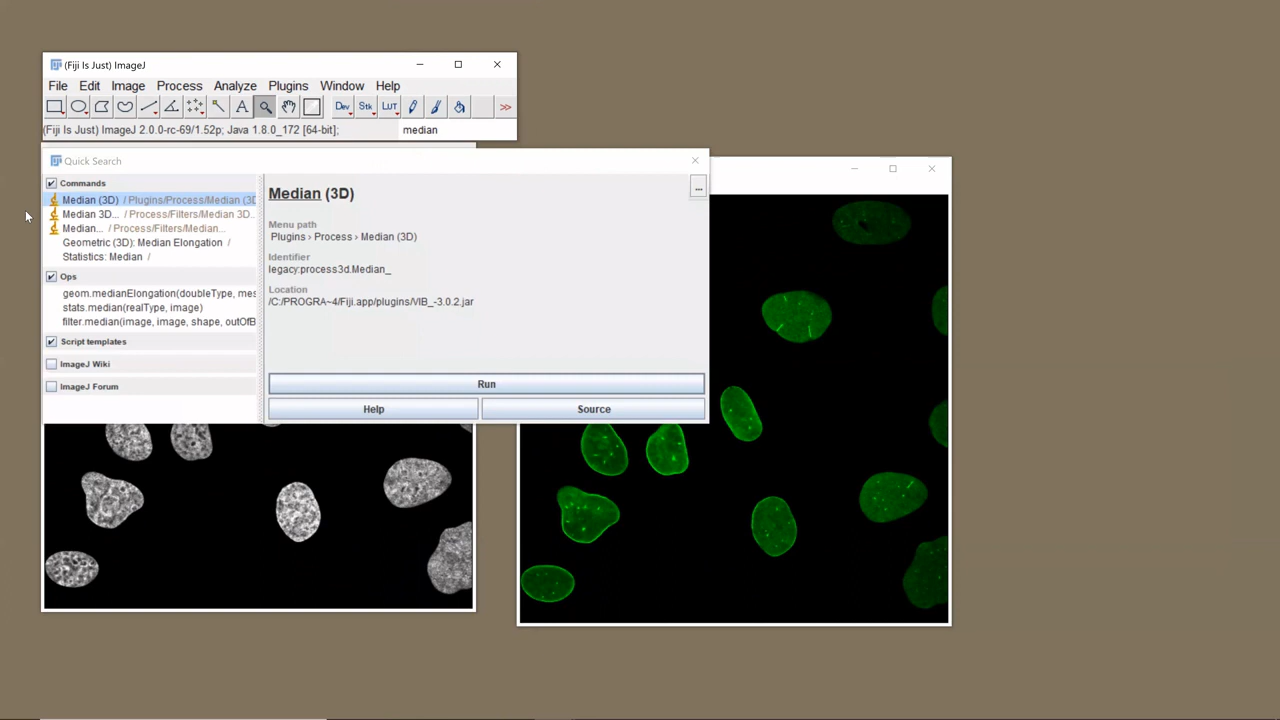 (Fiji Is Just) ImageJ
File Edit Image Process Analyze Plugins Window Help
A Dev Stk LUT >>
(Fiji Is Just) ImageJ 2.0.0-rc-69/1.52p; Java 1.8.0_172 [64-bit]; median
Quick Search
Commands
Median (3D) / Plugins/Process/Median (3D
Median 3D... / Process/Filters/Median 3D...
Median... / Process/Filters/Median...
Geometric (3D): Median Elongation /
Statistics: Median /
Ops
geom.medianElongation(doubleType, mes
stats.median(realType, image)
filter.median(image, image, shape, outOfB
Script templates
ImageJ Wiki
ImageJ Forum
...
Median (3D)
Menu path
Plugins › Process › Median (3D)
Identifier
legacy:process3d.Median_
Location
/C:/PROGRA~4/Fiji.app/plugins/VIB_-3.0.2.jar
Run
Help Source